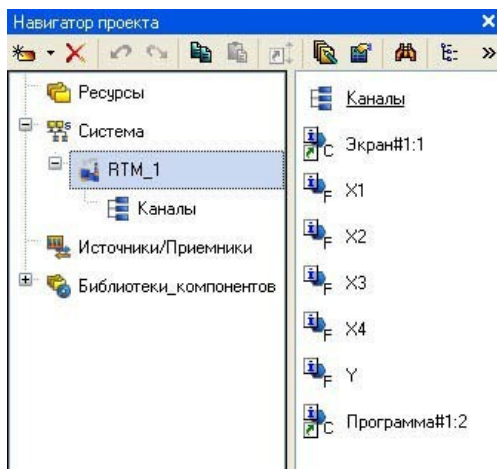 Навигатор проекта
Ресурсы
Система
RTM_1
Каналы
Источники/Приемники
Библиотеки_компонентов
Каналы
C Экран#1:1
F X1
F X2
F X3
F X4
F Y
C Программа#1:2